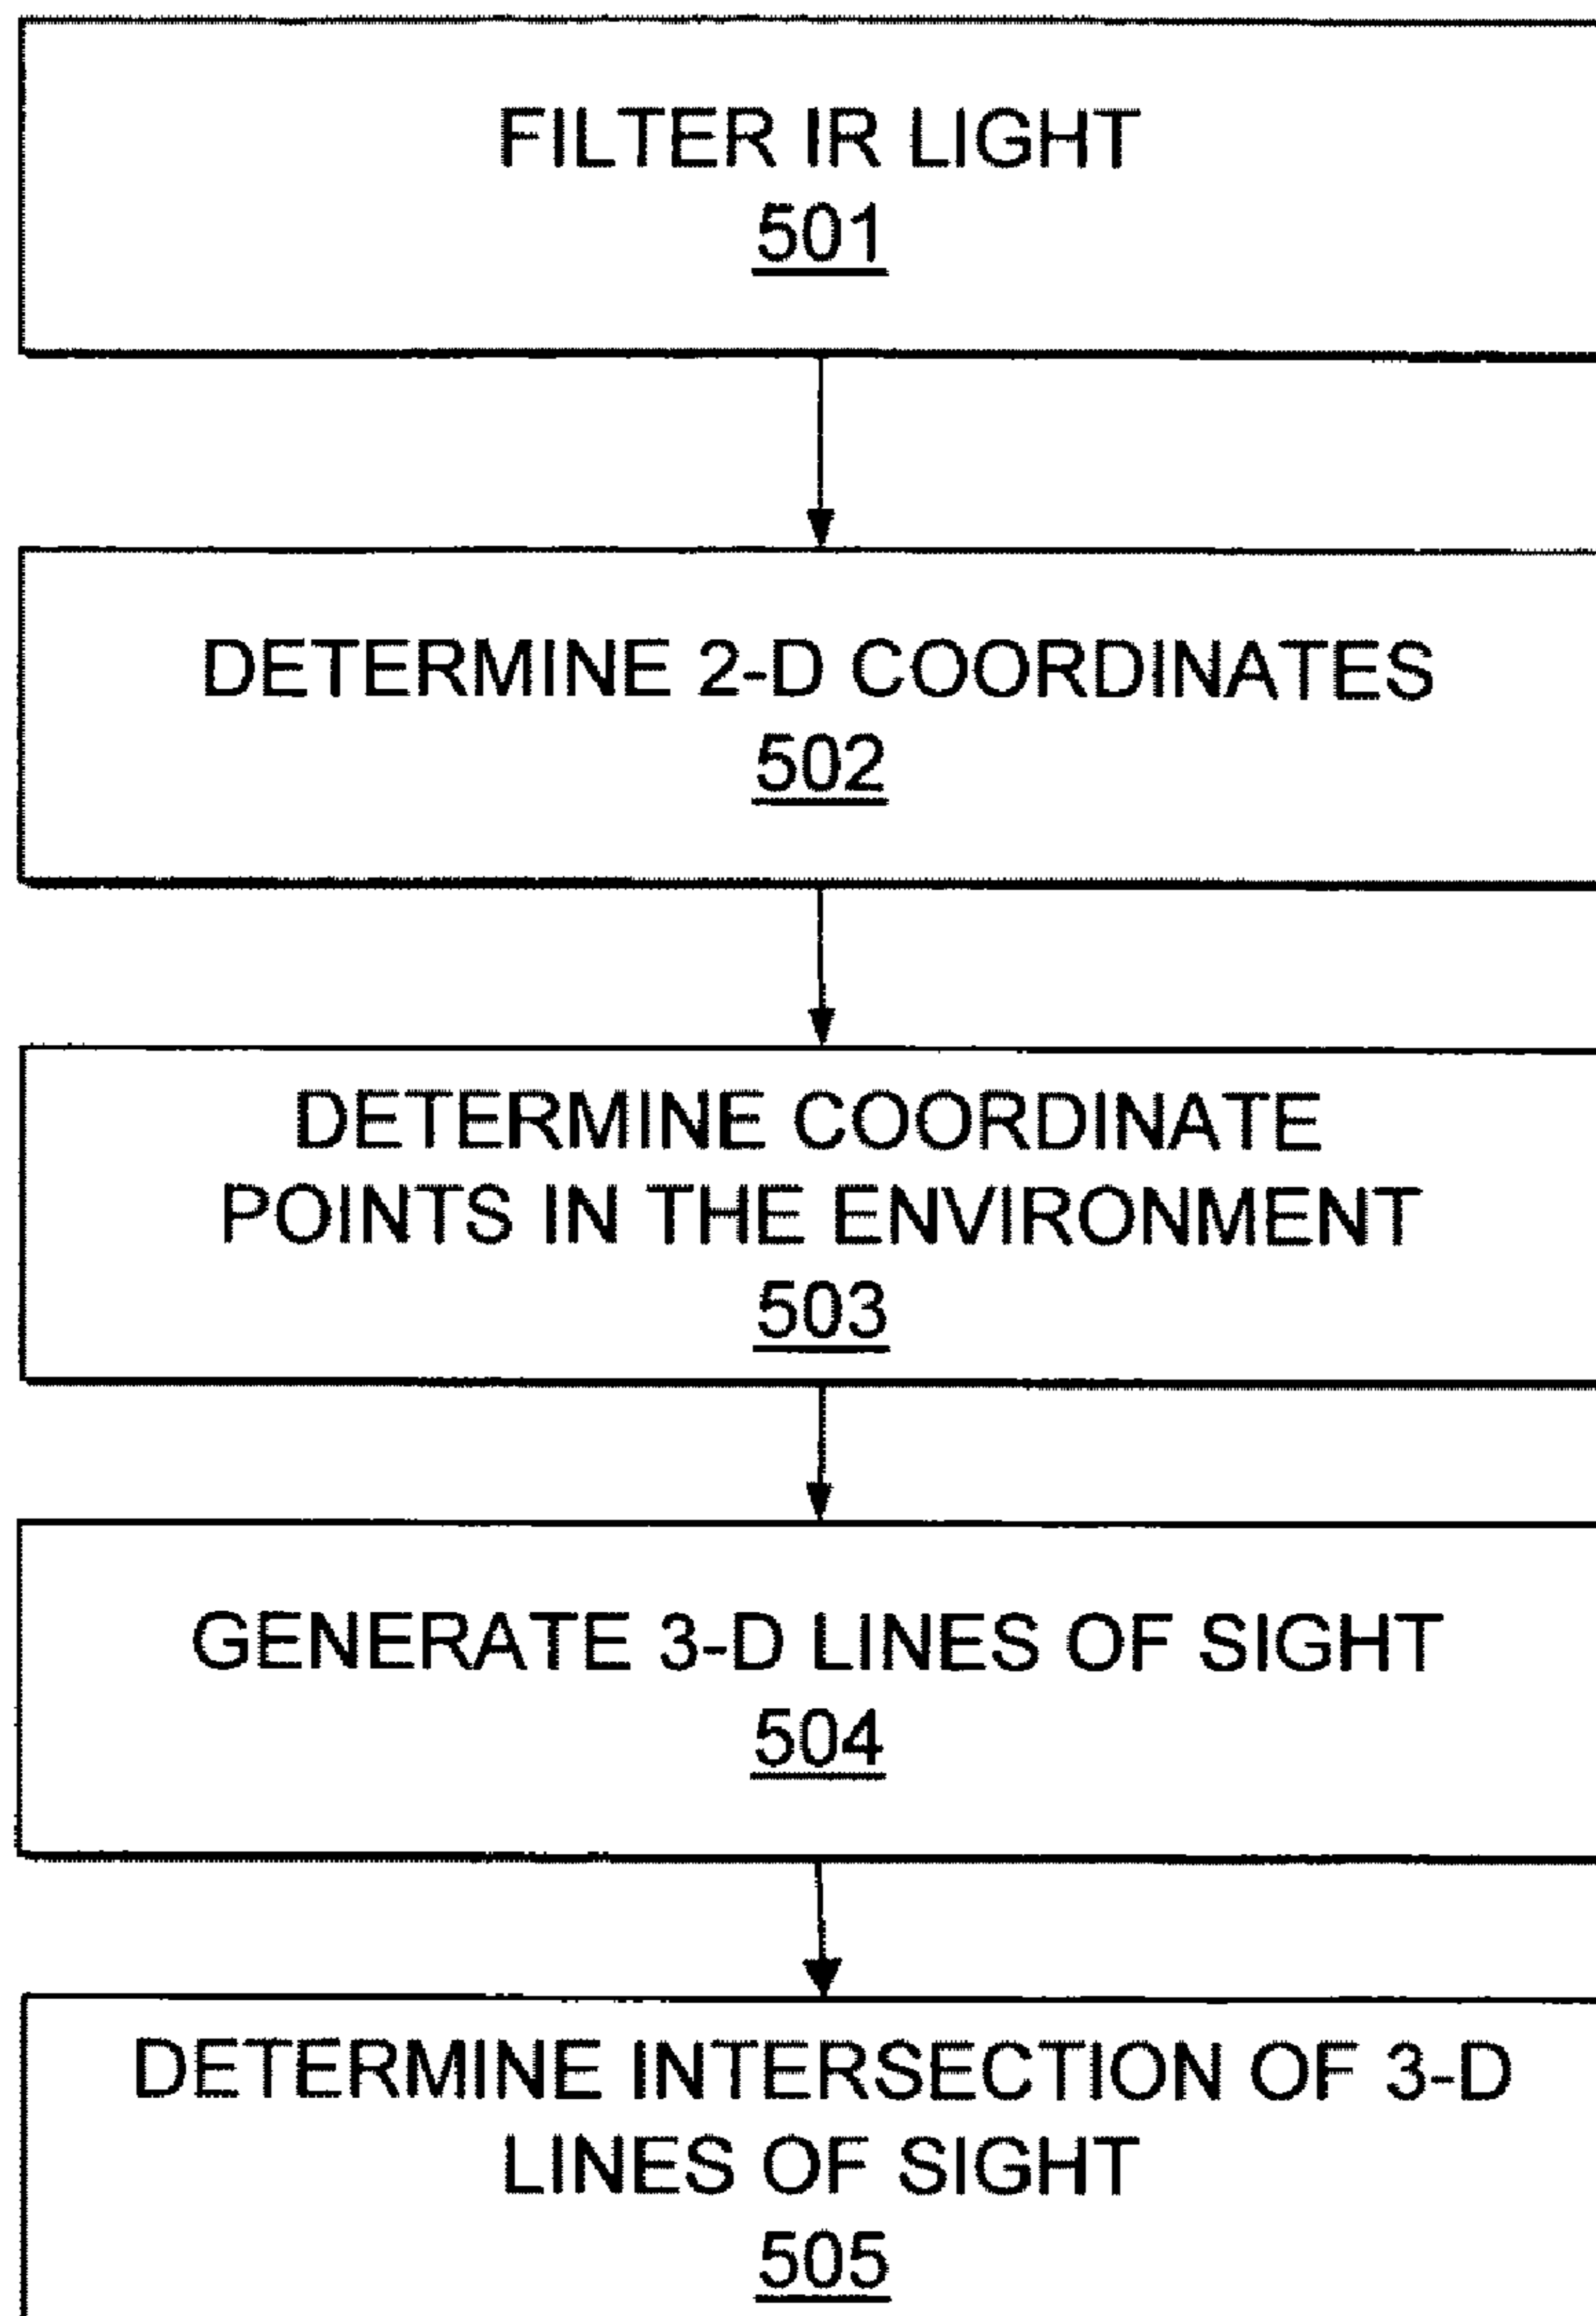 FILTER IR LIGHT
501
DETERMINE 2-D COORDINATES
502
DETERMINE COORDINATE
POINTS IN THE ENVIRONMENT
503
GENERATE 3-D LINES OF SIGHT
504
DETERMINE INTERSECTION OF 3-D
LINES OF SIGHT
505